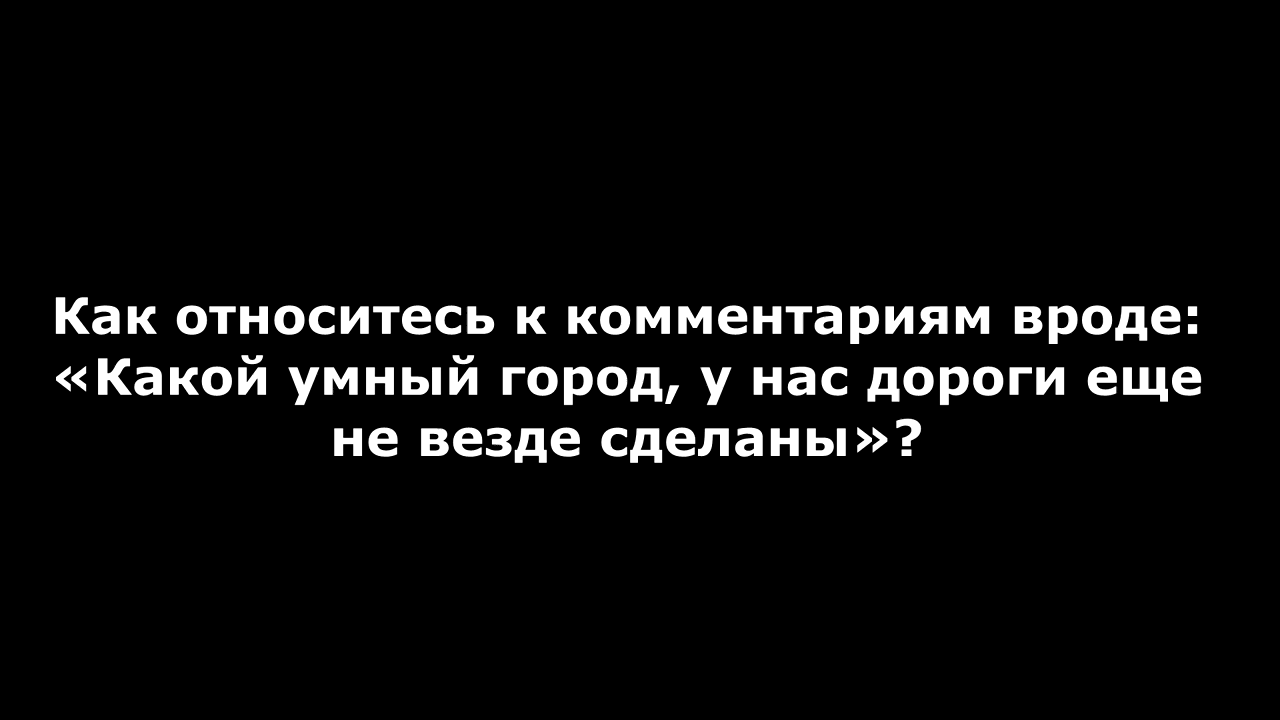 Как относитесь к комментариям вроде:
«Какой умный город, у нас дороги еще
не везде сделаны»?